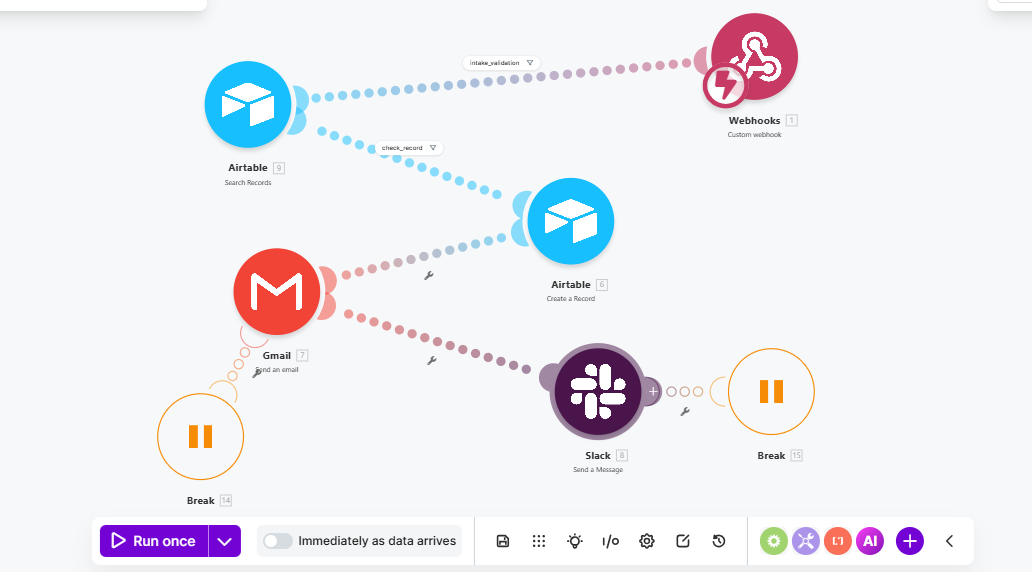 intake_validation
Webhooks 1
Custom webhook
check_record
Airtable 9
Search Records
Airtable 6
Create a Record
Gmail 7
Send an email
Slack 8
Send a Message
Break 15
Break 14
Run once
Immediately as data arrives
I/O
AI